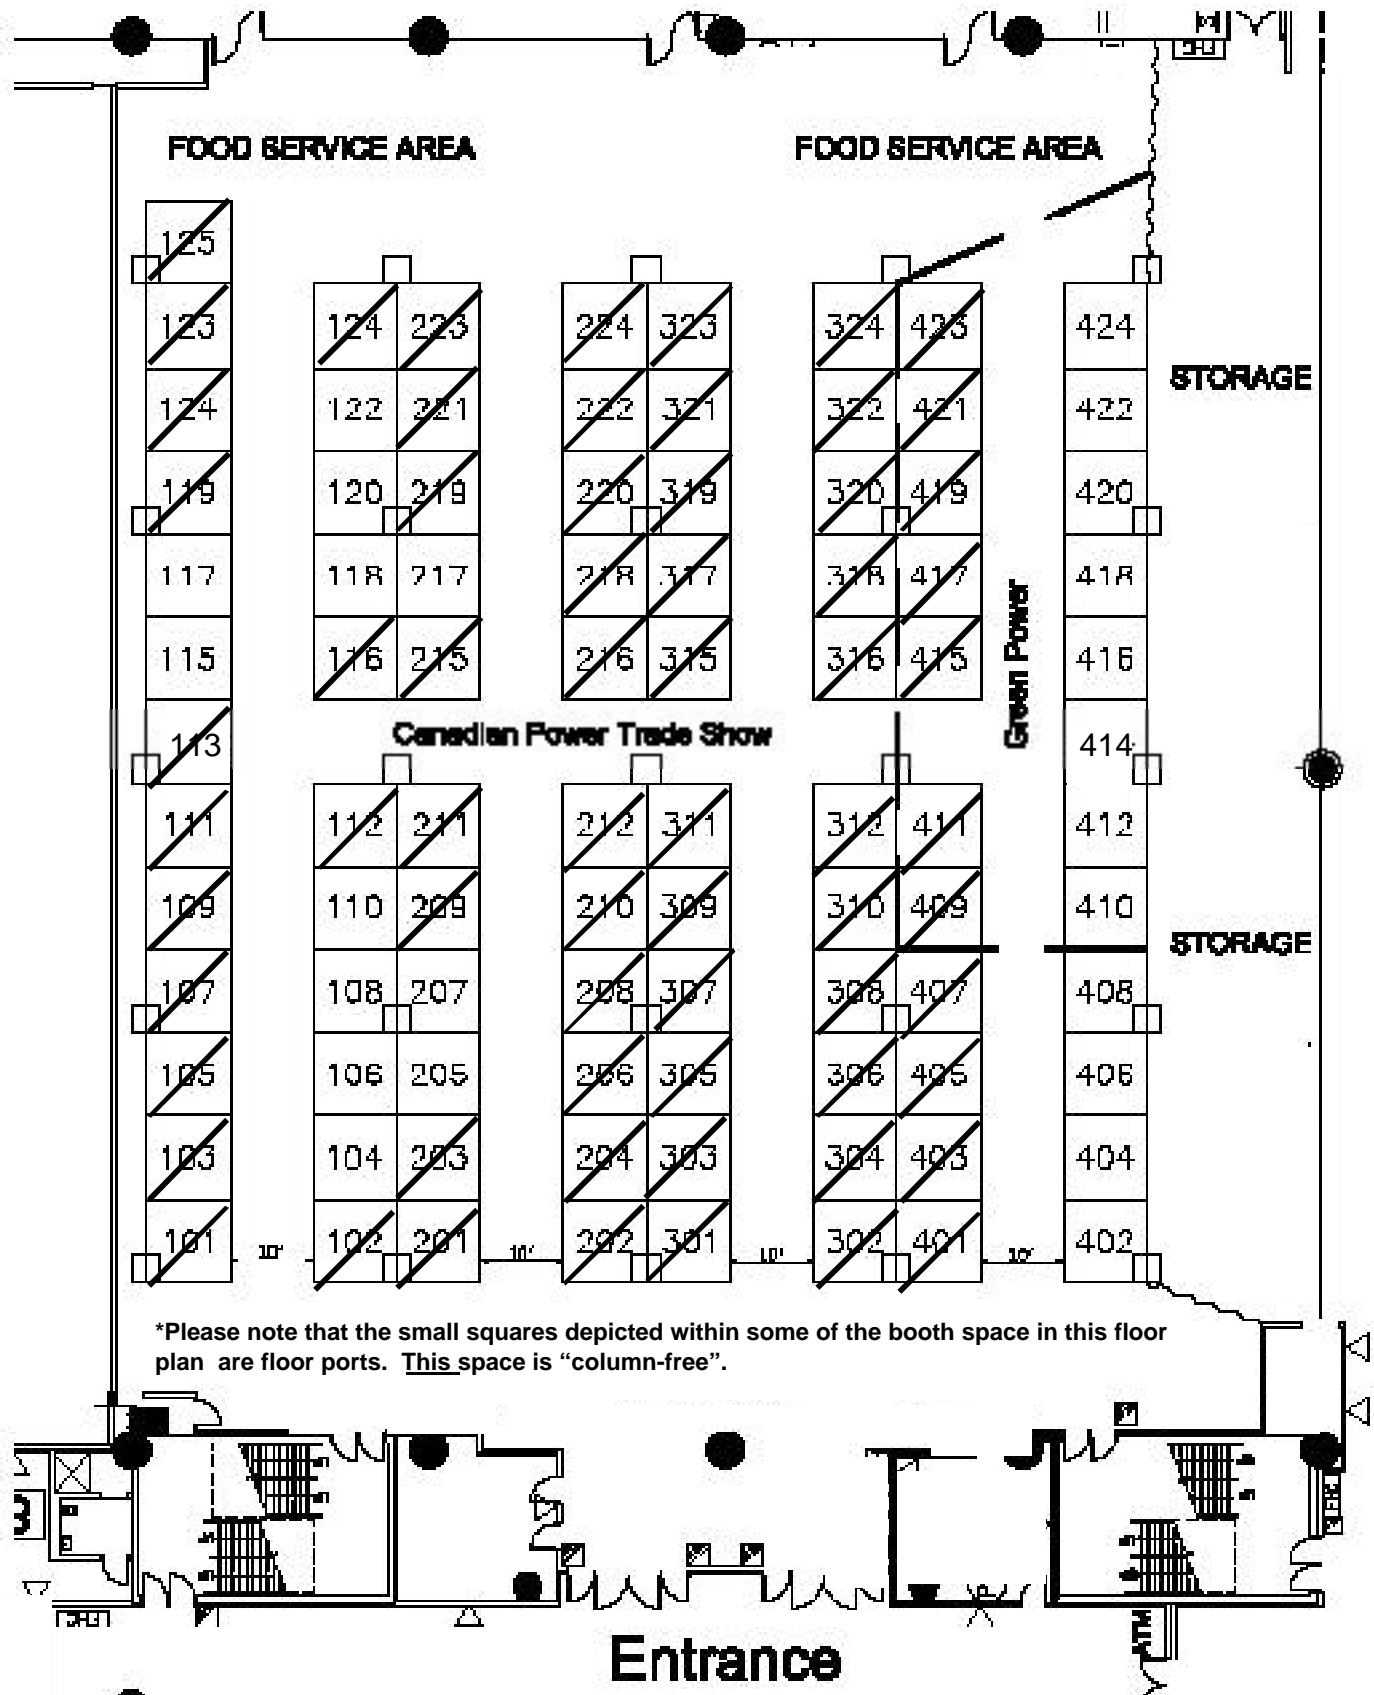 FOOD SERVICE AREA FOOD SERVICE AREA
125
123 124 223 224 323 324 423 424
STORAGE
124 122 221 222 321 322 421 422
119 120 219 220 319 320 419 420
117 118 217 218 317 318 417 418
Green Power
115 116 215 216 315 316 415 416
113 Canadian Power Trade Show 414
111 112 211 212 311 312 411 412
109 110 209 210 309 310 409 410
STORAGE
107 108 207 208 307 308 407 408
105 106 205 206 305 306 405 406
103 104 203 204 303 304 403 404
101 10' 102 201 10' 202 301 10' 302 401 10' 402
*Please note that the small squares depicted within some of the booth space in this floor
plan are floor ports. This space is “column-free”.
ATM
Entrance